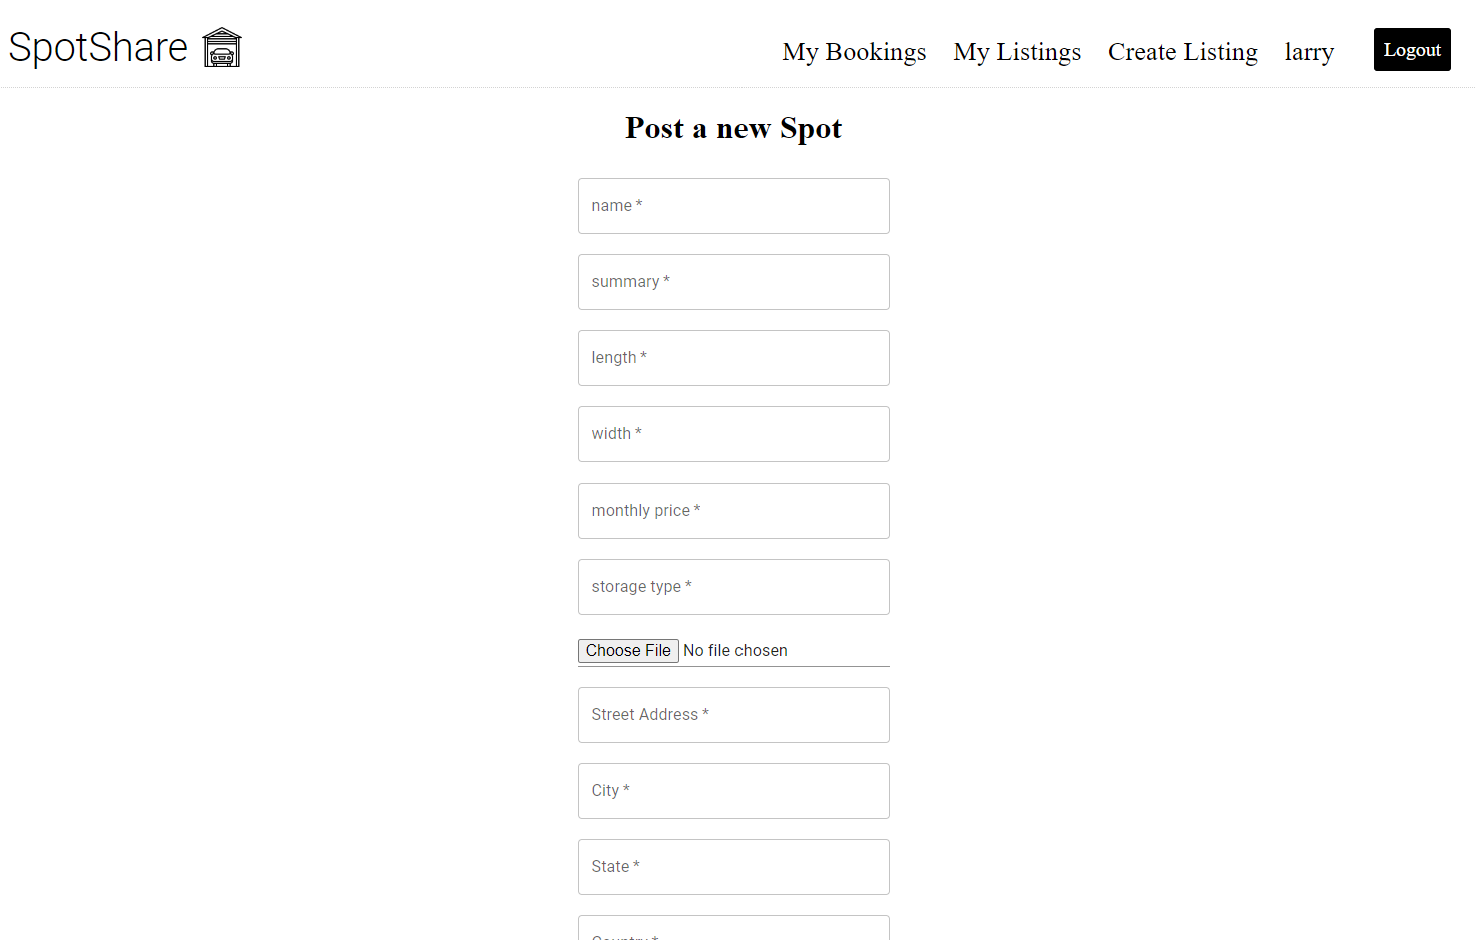 SpotShare
My Bookings My Listings Create Listing larry Logout
Post a new Spot
name *
summary *
length *
width *
monthly price *
storage type *
Choose File No file chosen
Street Address *
City *
State *
Country *